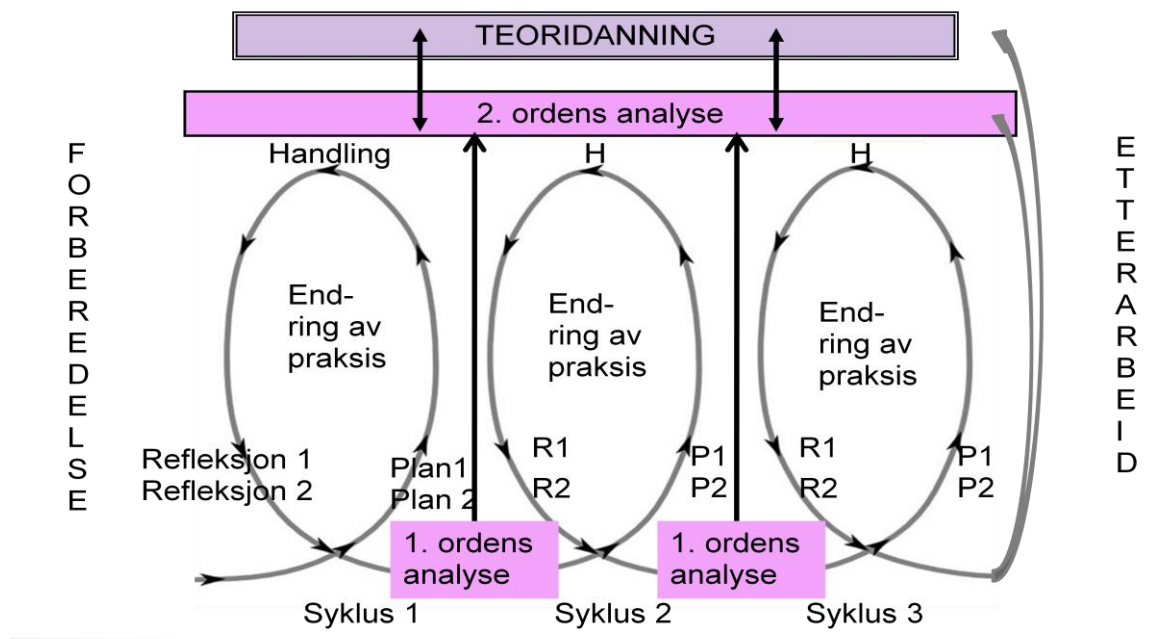 TEORIDANNING
2. ordens analyse
FORBEREDELSE
Handling
H
H
End-
ring av
praksis
End-
ring av
praksis
End-
ring av
praksis
Refleksjon 1
Refleksjon 2
Plan1
Plan 2
R1
R2
P1
P2
R1
R2
P1
P2
1. ordens
analyse
1. ordens
analyse
Syklus 1
Syklus 2
Syklus 3
ETTERARBEID